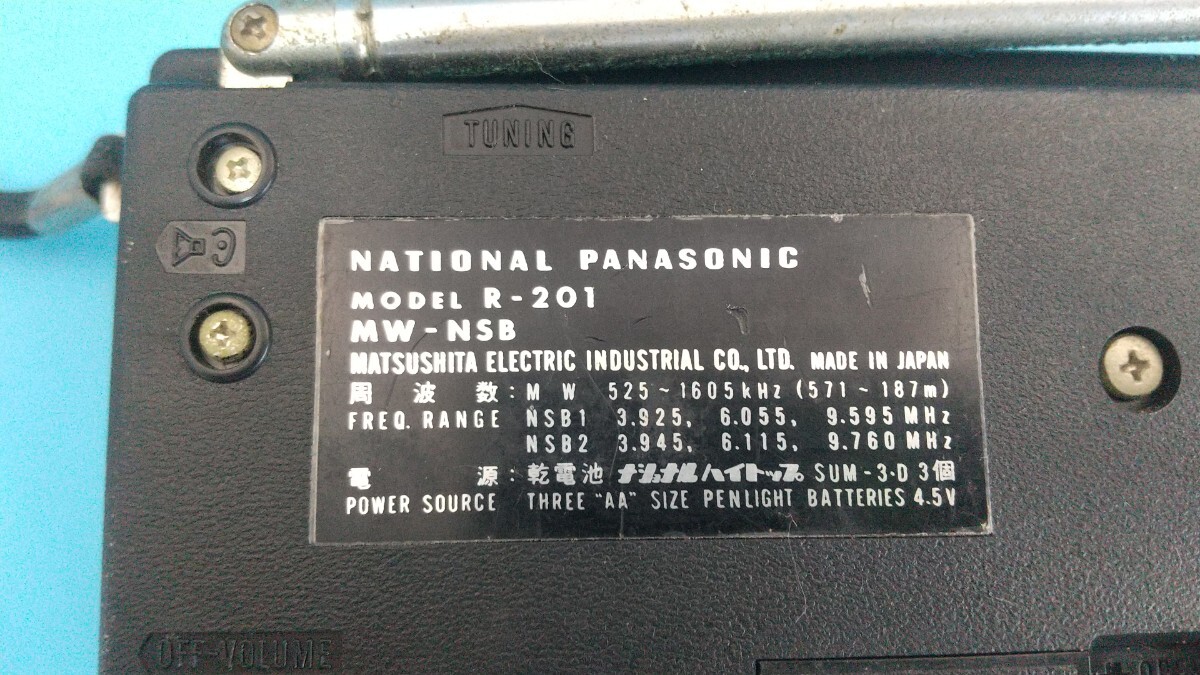 TUNING
NATIONAL PANASONIC
MODEL R-201
MW-NSB
MATSUSHITA ELECTRIC INDUSTRIAL CO., LTD. MADE IN JAPAN
周波数: MW 525~1605kHz (571~187m)
FREQ. RANGE NSB1 3.925, 6.055, 9.595 MHz
NSB2 3.945, 6.115, 9.760 MHz
電源: 乾電池 ナショナル ハイトップ SUM-3·D 3個
POWER SOURCE THREE "AA" SIZE PENLIGHT BATTERIES 4.5V
OFF-VOLUME